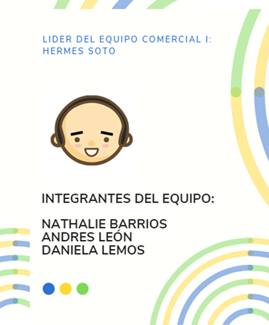 LIDER DEL EQUIPO COMERCIAL I:
HERMES SOTO
INTEGRANTES DEL EQUIPO:
NATHALIE BARRIOS
ANDRES LEÓN
DANIELA LEMOS